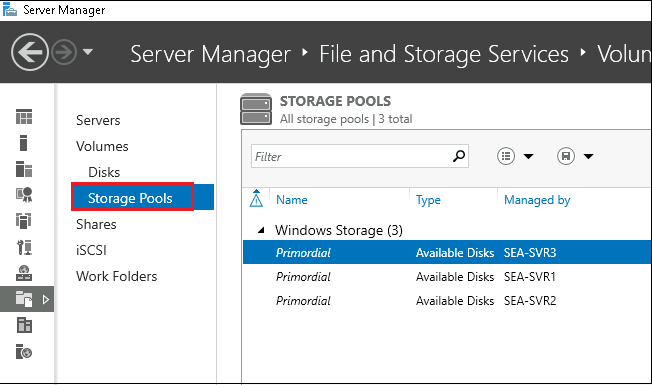 Server Manager
Server Manager ‣ File and Storage Services ‣ Volum
Servers
Volumes
Disks
Storage Pools
Shares
iSCSI
Work Folders
STORAGE POOLS
All storage pools | 3 total
Filter
Name Type Managed by
Windows Storage (3)
Primordial Available Disks SEA-SVR3
Primordial Available Disks SEA-SVR1
Primordial Available Disks SEA-SVR2